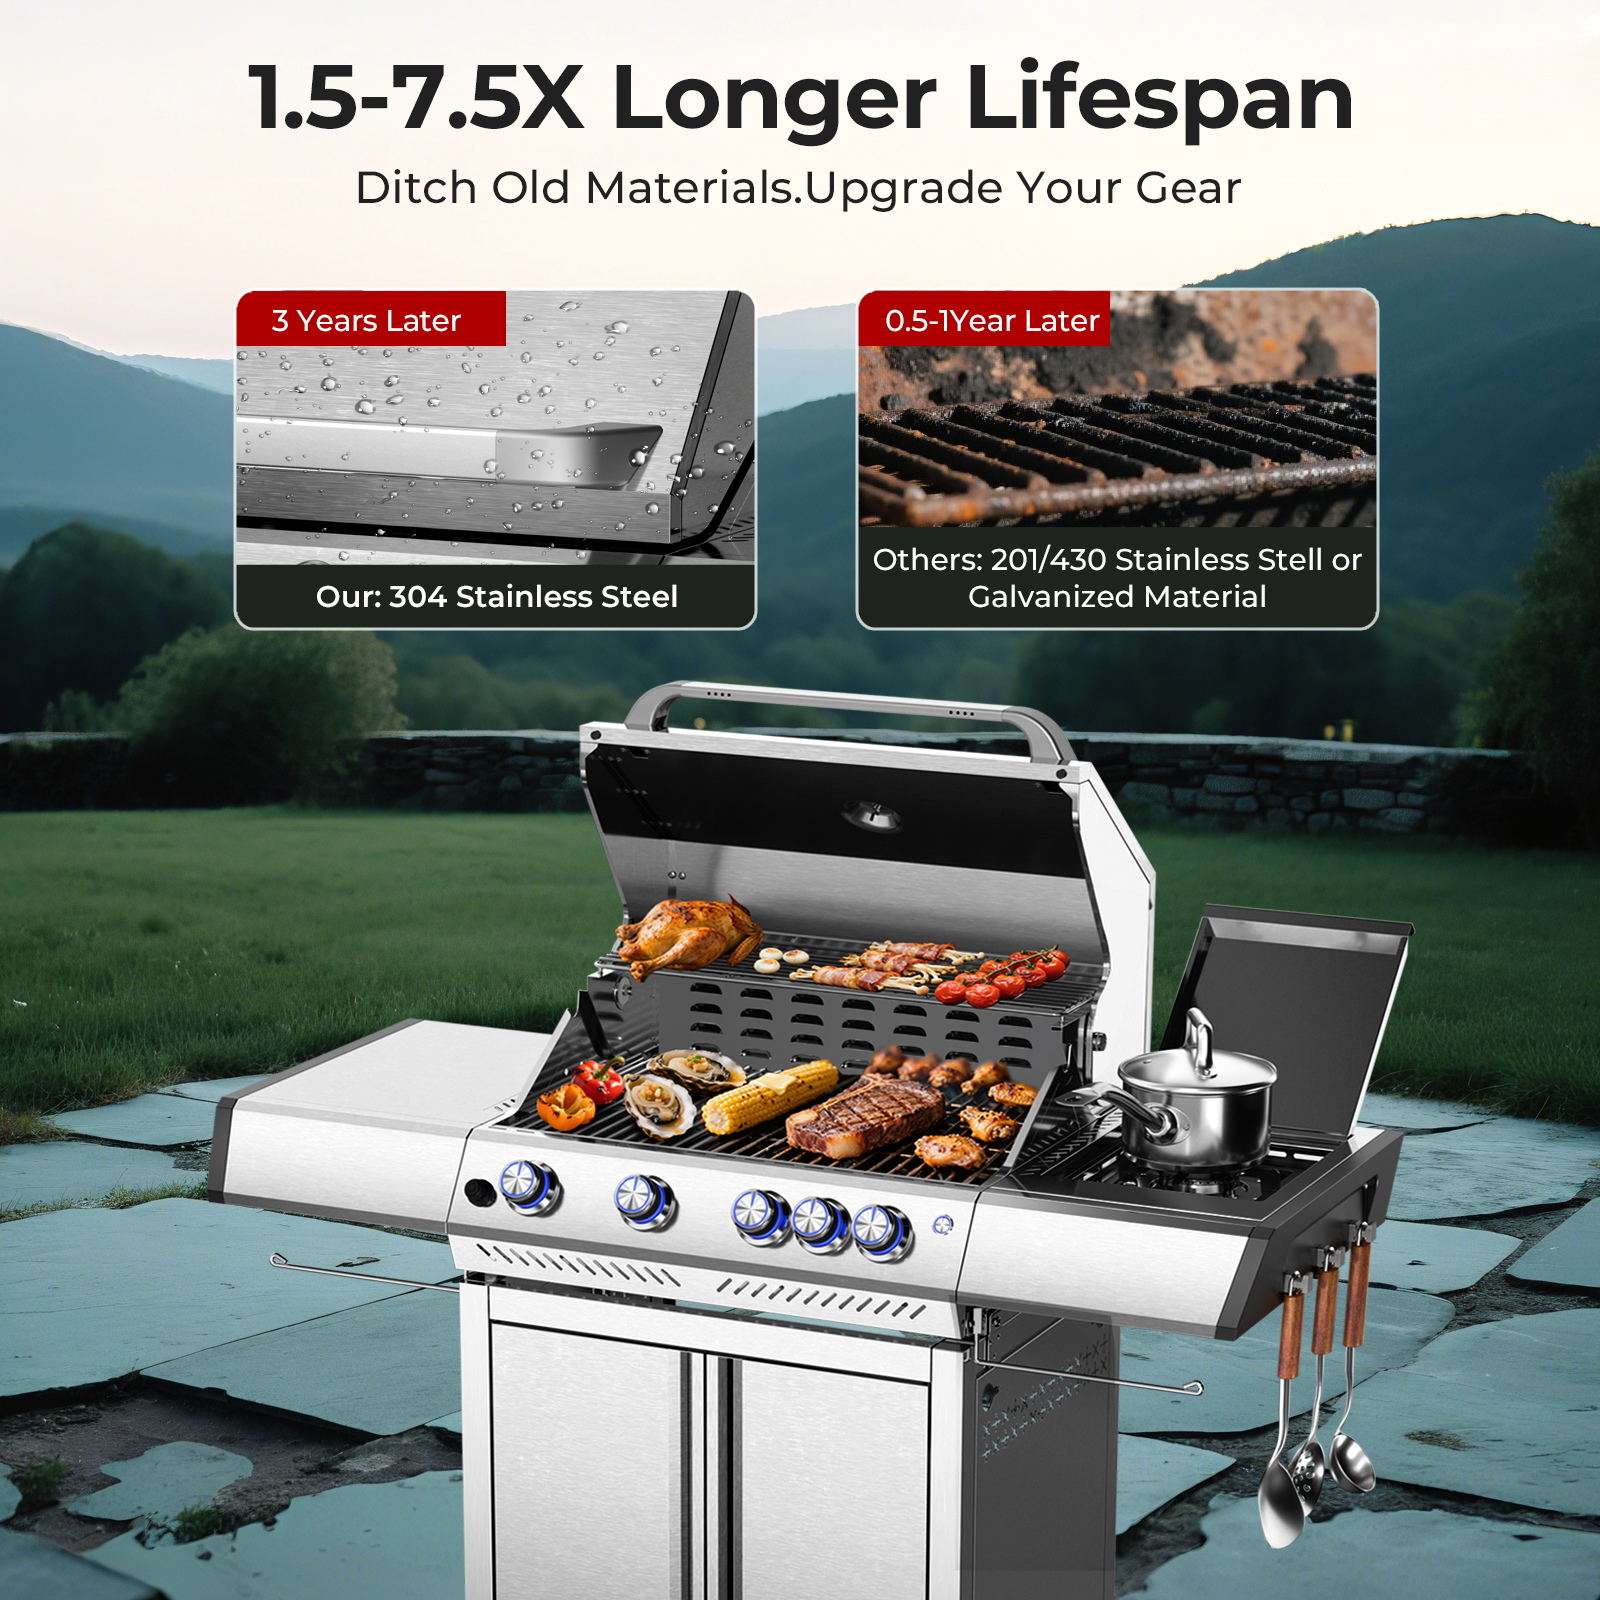 1.5-7.5X Longer Lifespan
Ditch Old Materials.Upgrade Your Gear
3 Years Later
Our: 304 Stainless Steel
0.5-1Year Later
Others: 201/430 Stainless Stell or
Galvanized Material